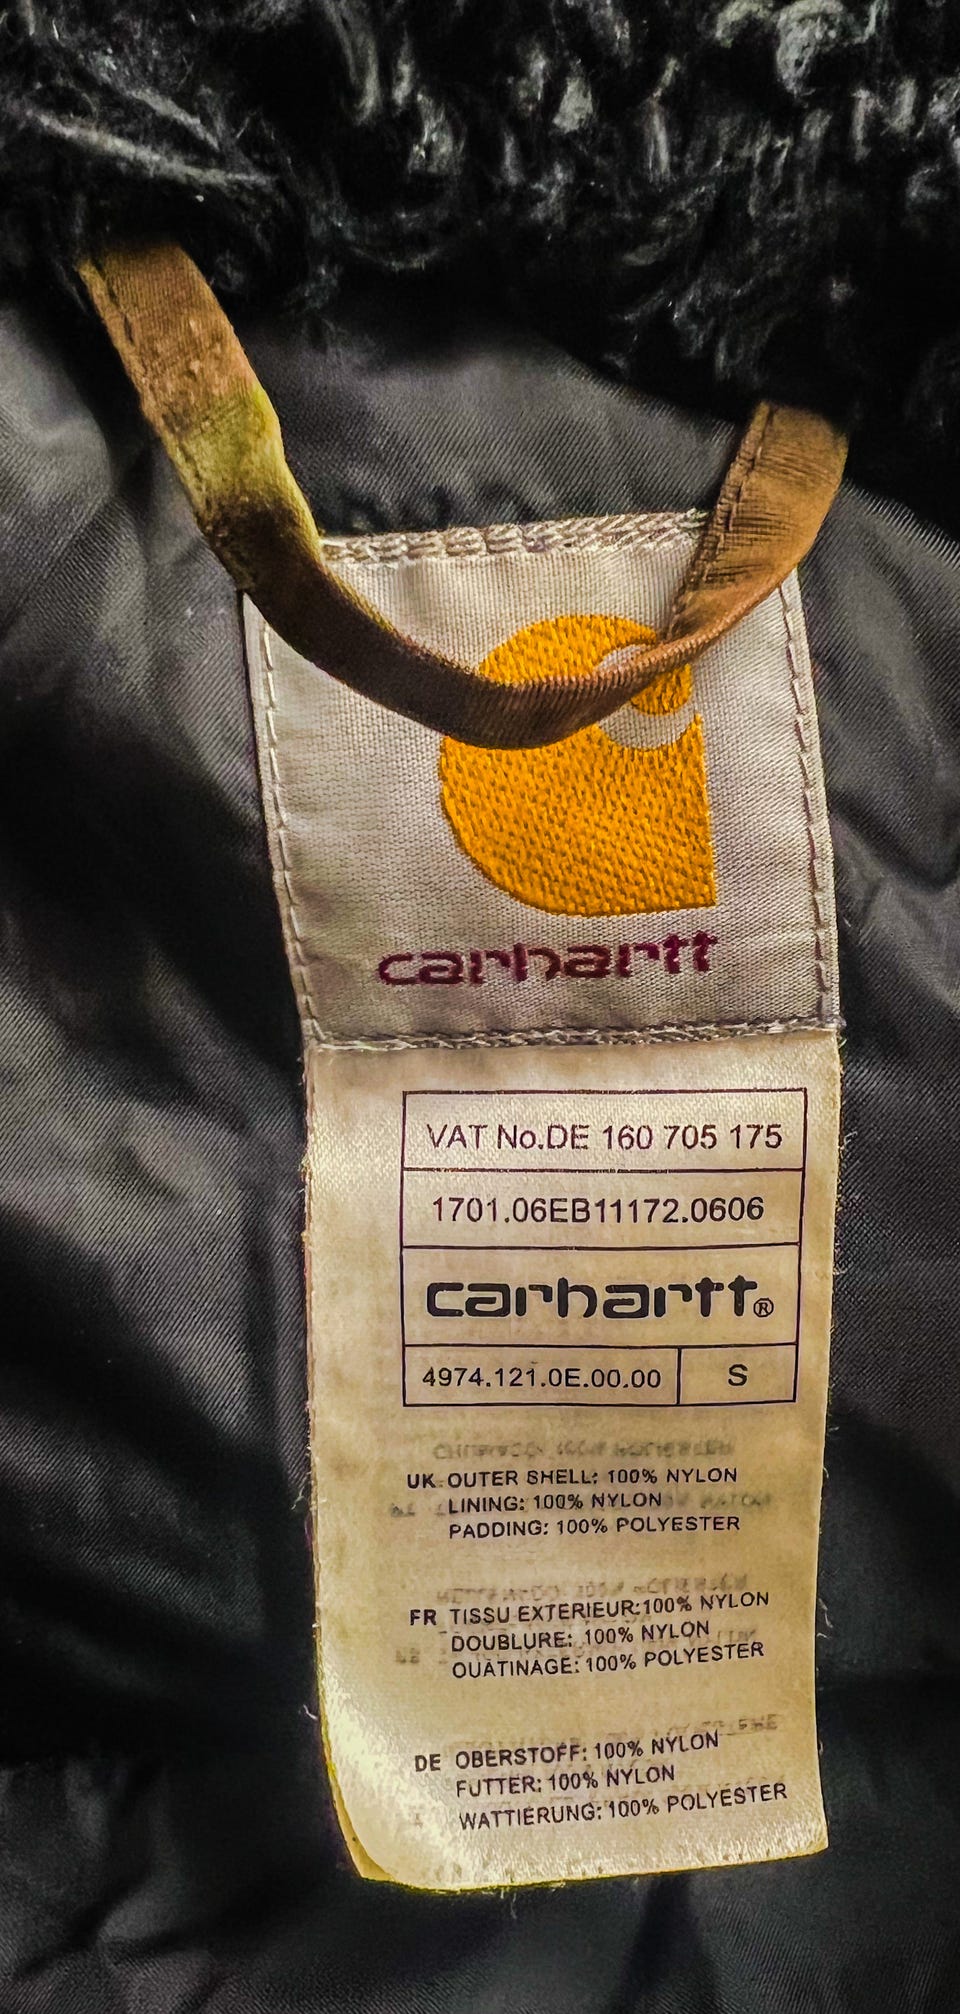 carhartt
VAT No.DE 160 705 175
1701.06EB11172.0606
carhartt®
4974.121.0E.00.00 S
UK OUTER SHELL: 100% NYLON
LINING: 100% NYLON
PADDING: 100% POLYESTER
FR TISSU EXTERIEUR:100% NYLON
DOUBLURE: 100% NYLON
OUATINAGE: 100% POLYESTER
DE OBERSTOFF: 100% NYLON
FUTTER: 100% NYLON
WATTIERUNG: 100% POLYESTER